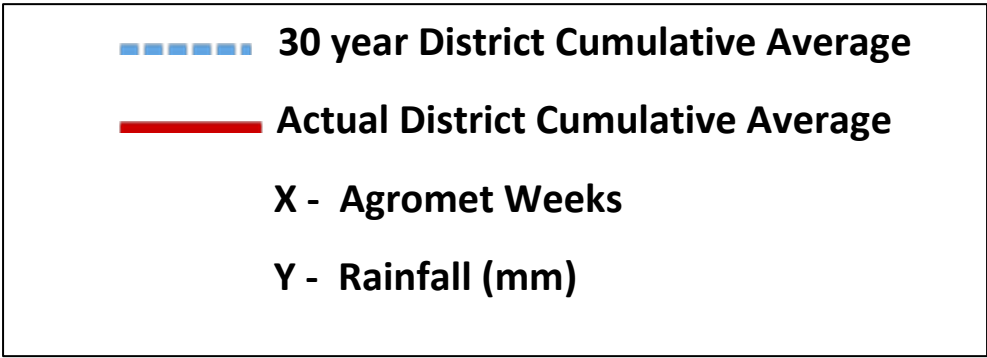 30 year District Cumulative Average
Actual District Cumulative Average
X - Agromet Weeks
Y - Rainfall (mm)